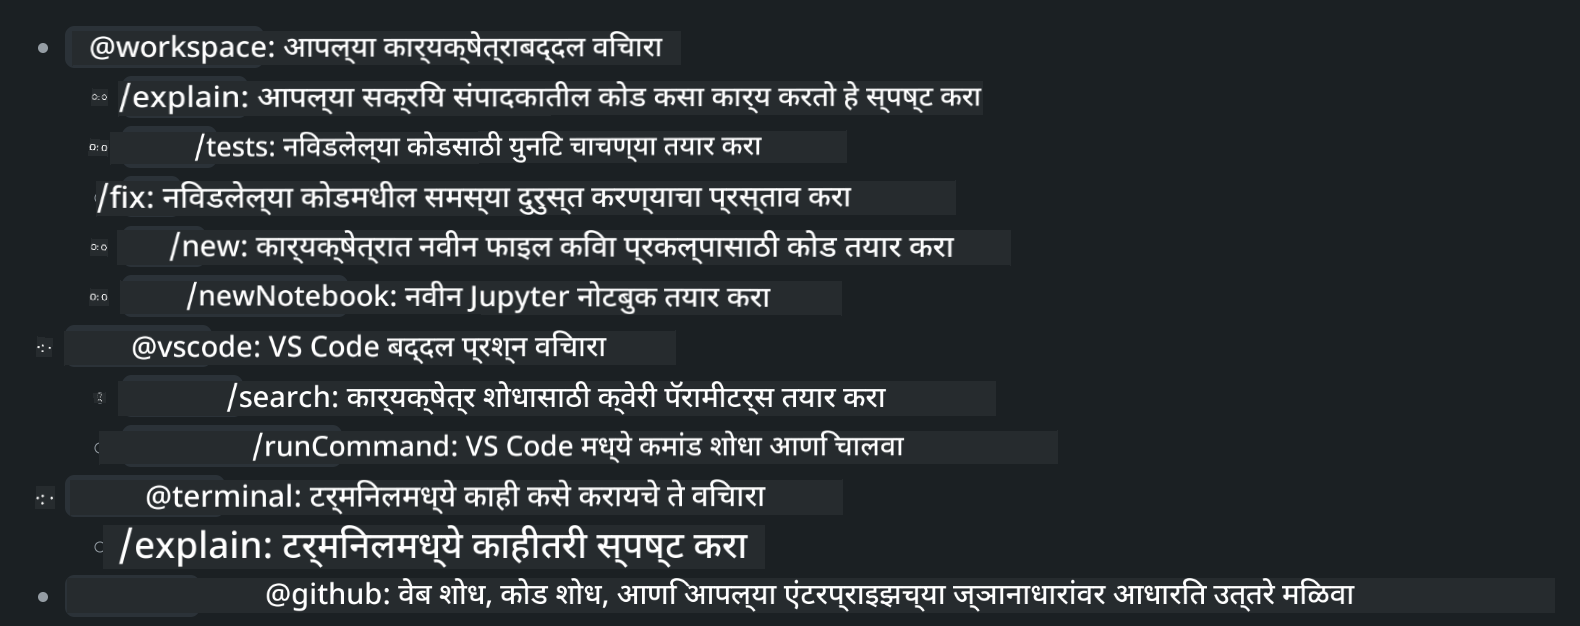 @workspace: आपल्या कार्यक्षेत्राबद्दल विचारा
/explain: आपल्या सक्रिय संपादकातील कोड कसा कार्य करतो हे स्पष्ट करा
/tests: निवडलेल्या कोडसाठी युनिट चाचण्या तयार करा
/fix: निवडलेल्या कोडमधील समस्या दुरुस्त करण्याचा प्रस्ताव करा
/new: कार्यक्षेत्रात नवीन फाइल किंवा प्रकल्पासाठी कोड तयार करा
/newNotebook: नवीन Jupyter नोटबुक तयार करा
@vscode: VS Code बद्दल प्रश्न विचारा
/search: कार्यक्षेत्र शोधासाठी क्वेरी पॅरामीटर्स तयार करा
/runCommand: VS Code मध्ये कमांड शोधा आणि चालवा
@terminal: टर्मिनलमध्ये काही कसे करायचे ते विचारा
/explain: टर्मिनलमध्ये काहीतरी स्पष्ट करा
@github: वेब शोध, कोड शोध, आणि आपल्या एंटरप्राइझच्या ज्ञानाधारांवर आधारित उत्तरे मिळवा